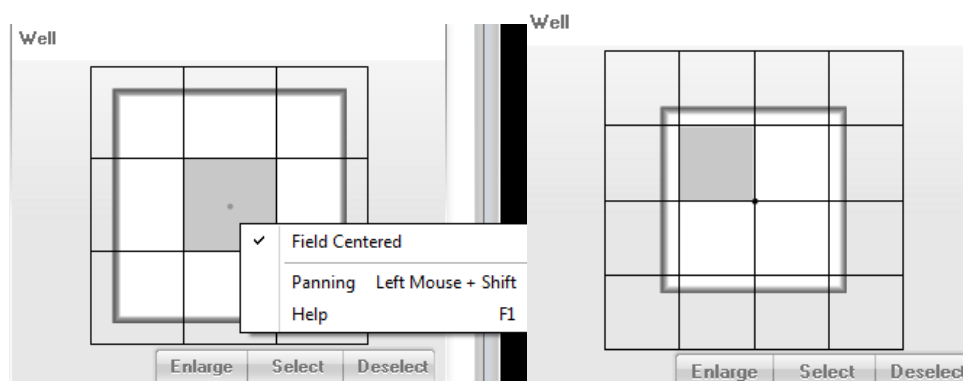 Well
Field Centered
Panning Left Mouse + Shift
Help F1
Enlarge Select Deselect
Well
Enlarge Select Deselect